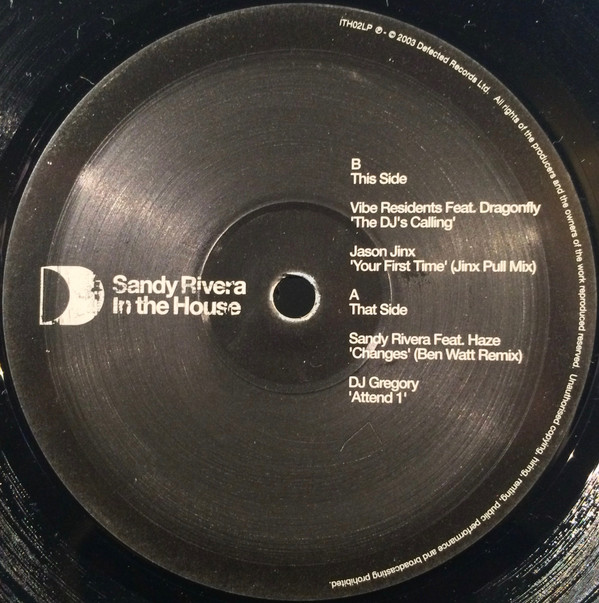 ITH02LP ℗ - © 2003 Defected Records Ltd. All rights of the producers and the owners of the work reproduced reserved. Unauthorised copying, hiring, renting, public performance and broadcasting prohibited.
B
This Side
Vibe Residents Feat. Dragonfly
'The DJ's Calling'
Jason Jinx
'Your First Time' (Jinx Pull Mix)
Sandy Rivera
In the House
A
That Side
Sandy Rivera Feat. Haze
'Changes' (Ben Watt Remix)
DJ Gregory
'Attend 1'